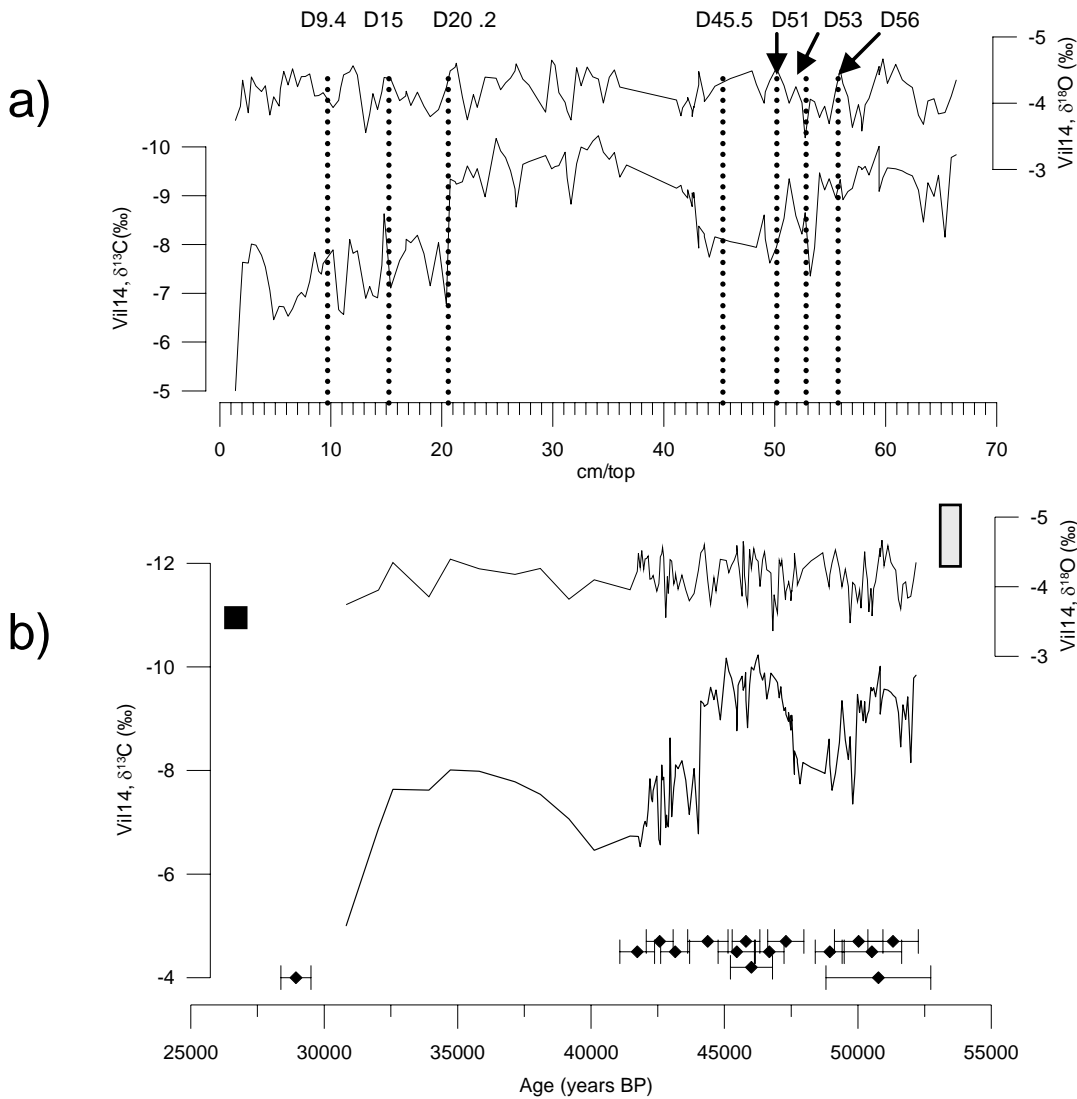 D9.4 D15 D20 .2 D45.5 D51 D53 D56
a)
-5
-4
-3
Vil14, δ18O (‰)
-10
-9
-8
-7
-6
-5
Vil14, δ13C(‰)
0 10 20 30 40 50 60 70
cm/top
b)
-5
-4
-3
Vil14, δ18O (‰)
-12
-10
-8
-6
-4
Vil14, δ13C (‰)
25000 30000 35000 40000 45000 50000 55000
Age (years BP)